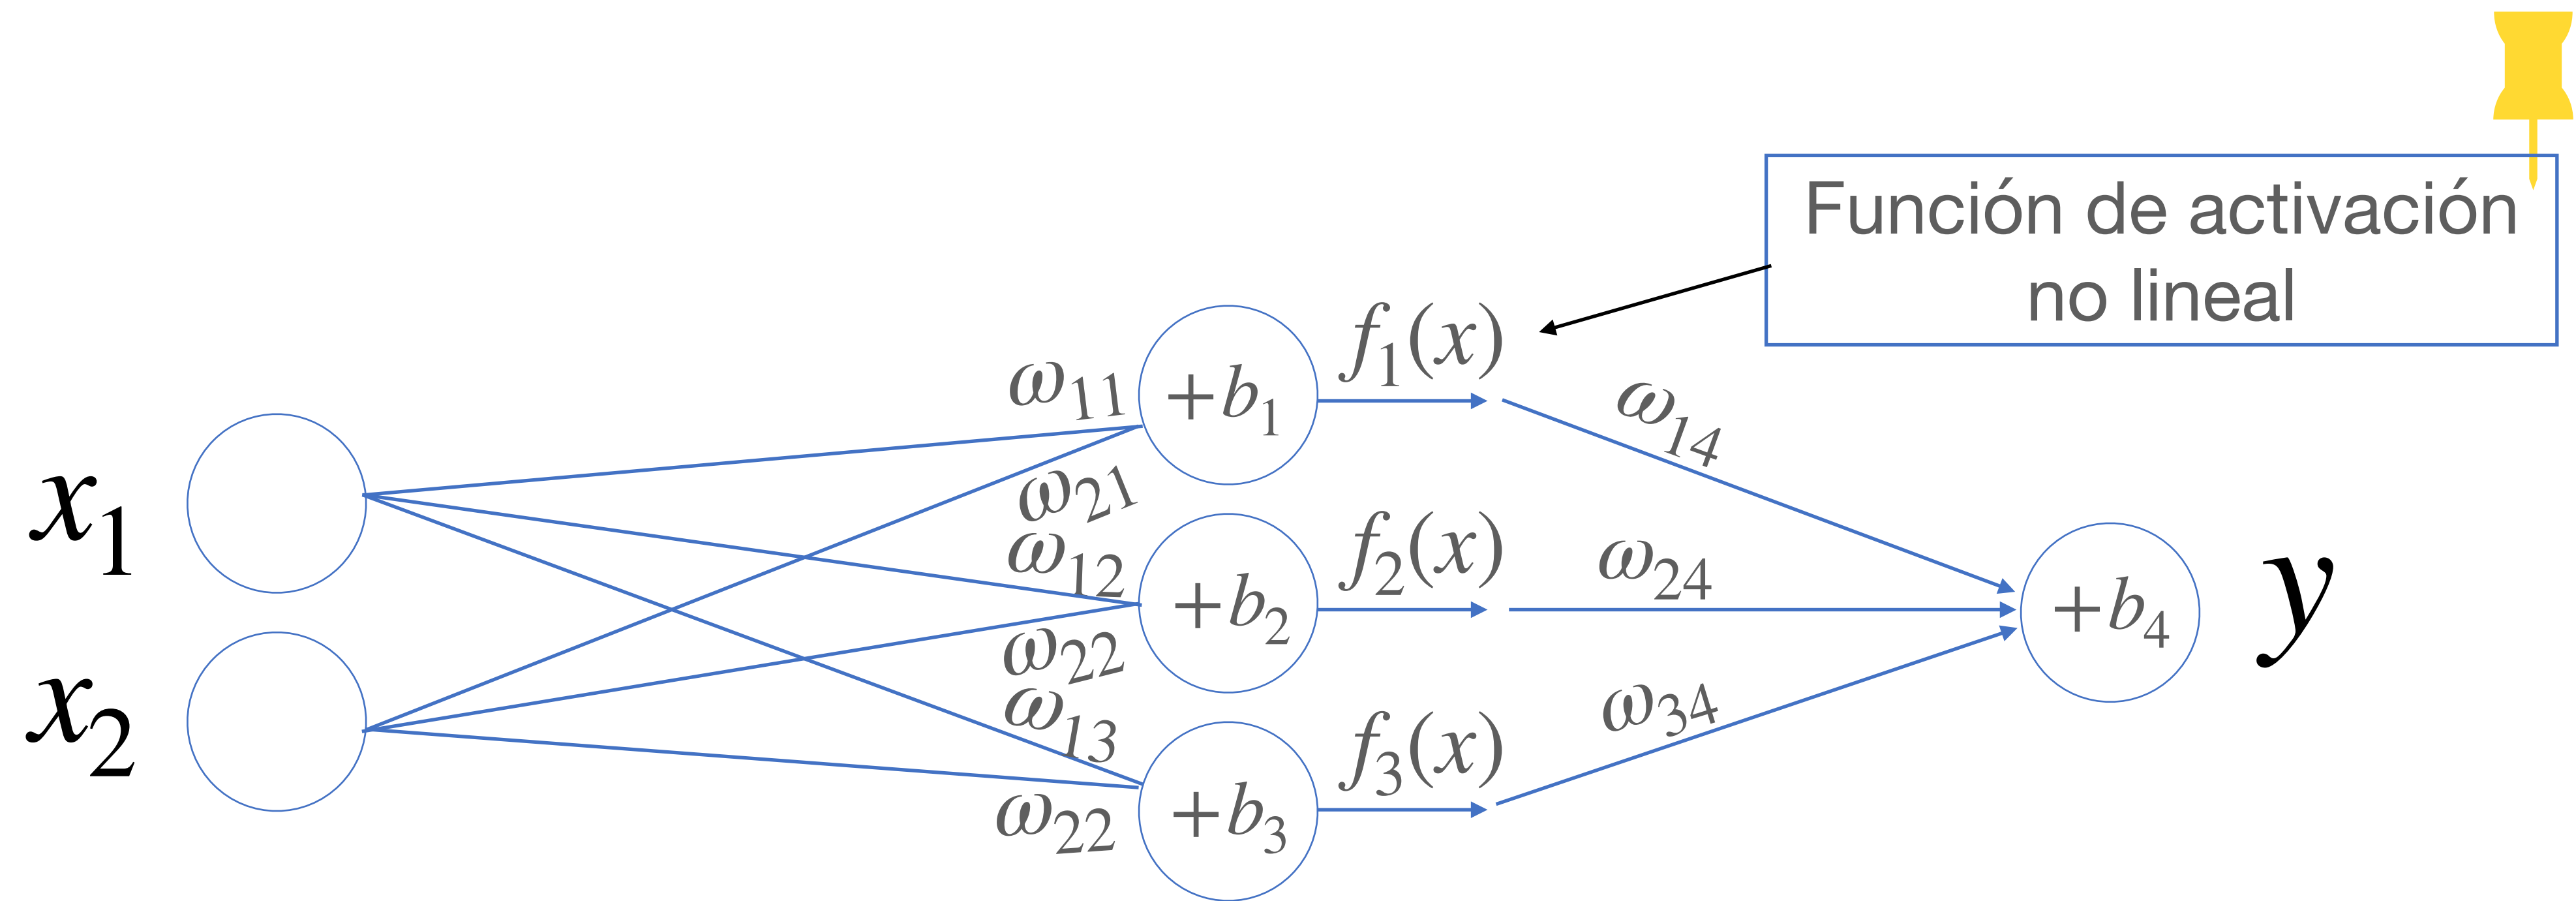 Función de activación
no lineal
f₁(x)
ω₁₁
+b₁
ω₁₄
ω₂₁
x₁
ω₁₂
f₂(x)
ω₂₄
+b₂
+b₄
y
ω₂₂
x₂
ω₁₃
f₃(x)
ω₃₄
ω₂₂
+b₃